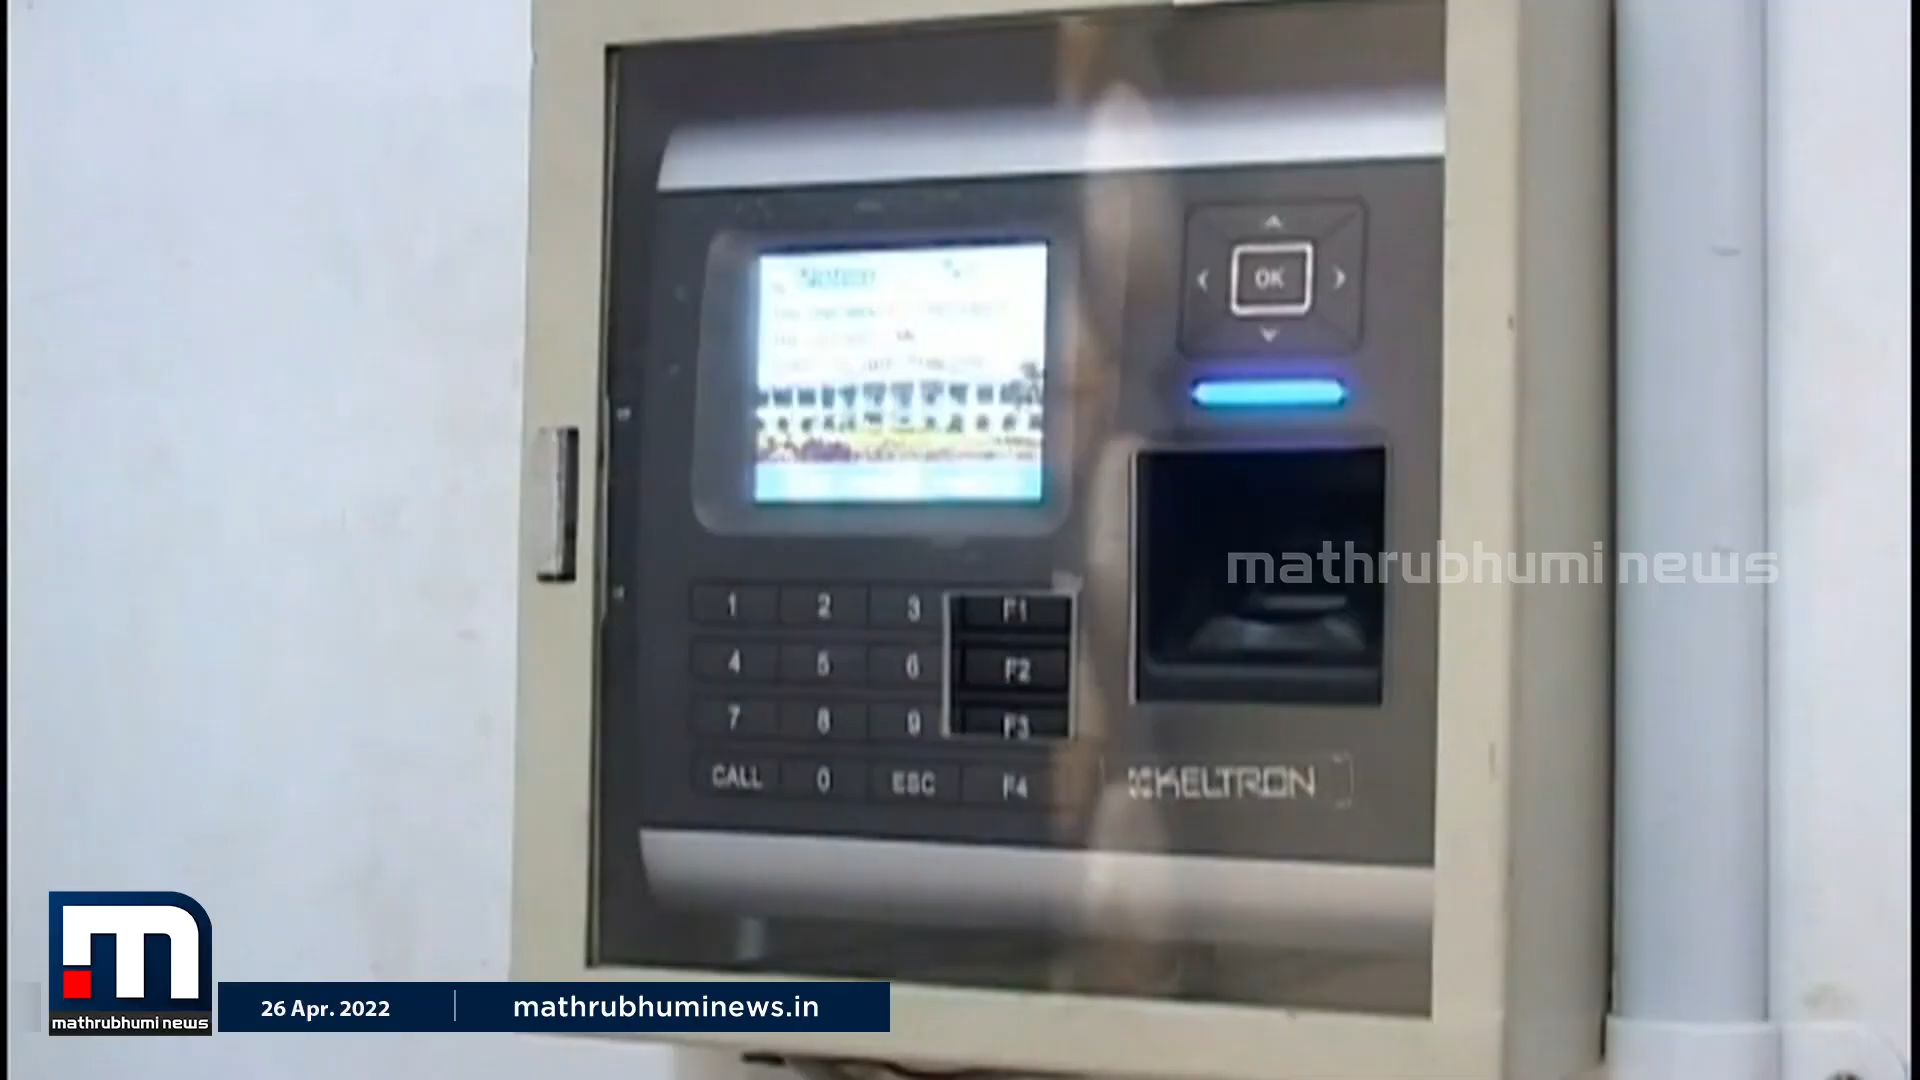 OK
mathrubhumi news
1 2 3 F1
4 5 6 F2
7 8 9 F3
CALL 0 ESC F4
KELTRON
mathrubhumi news
26 Apr. 2022
mathrubhuminews.in